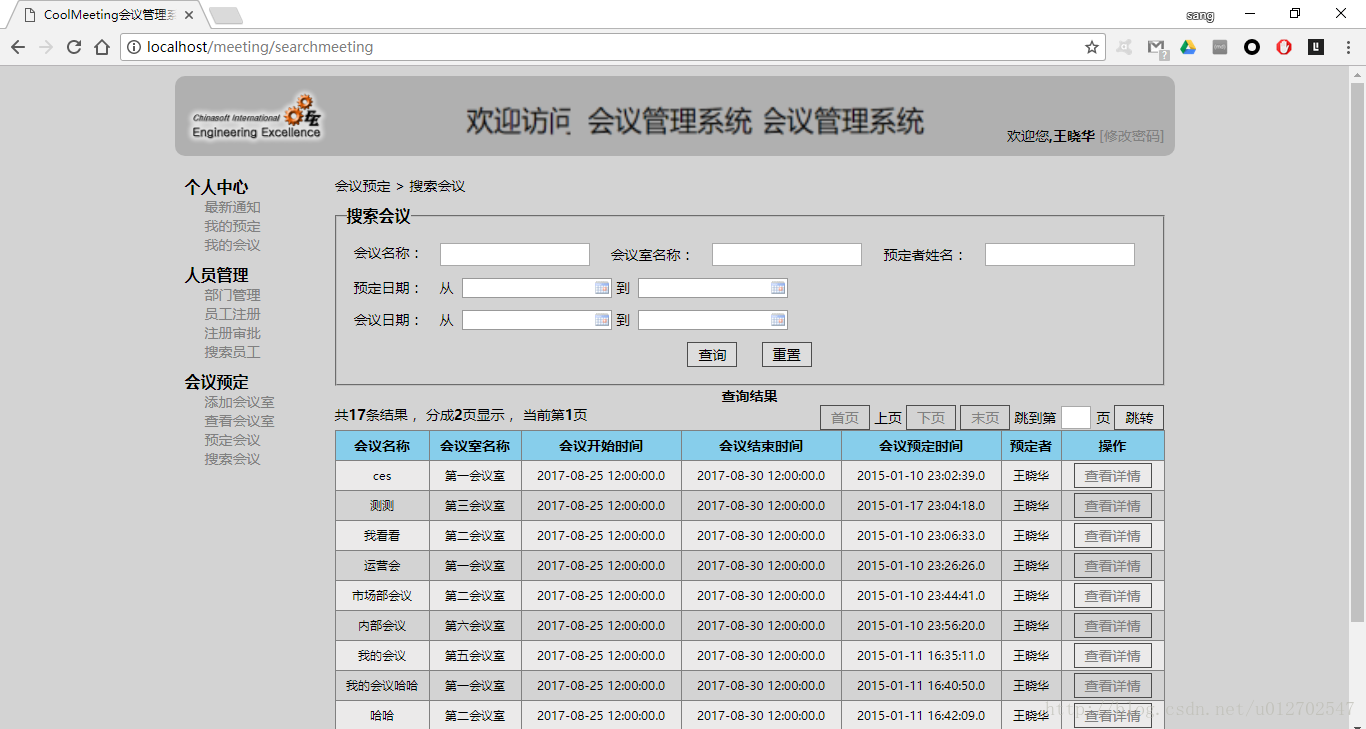 CoolMeeting会议管理系
sang
localhost/meeting/searchmeeting
Chinasoft International
Engineering Excellence
欢迎访问 会议管理系统 会议管理系统
欢迎您,王晓华 [修改密码]
个人中心
最新通知
我的预定
我的会议
人员管理
部门管理
员工注册
注册审批
搜索员工
会议预定
添加会议室
查看会议室
预定会议
搜索会议
会议预定 > 搜索会议
搜索会议
会议名称： 会议室名称： 预定者姓名：
预定日期： 从 到
会议日期： 从 到
查询 重置
查询结果
共17条结果， 分成2页显示， 当前第1页 首页 上页 下页 末页 跳到第 页 跳转
会议名称 会议室名称 会议开始时间 会议结束时间 会议预定时间 预定者 操作
ces 第一会议室 2017-08-25 12:00:00.0 2017-08-30 12:00:00.0 2015-01-10 23:02:39.0 王晓华 查看详情
测测 第三会议室 2017-08-25 12:00:00.0 2017-08-30 12:00:00.0 2015-01-17 23:04:18.0 王晓华 查看详情
我看看 第二会议室 2017-08-25 12:00:00.0 2017-08-30 12:00:00.0 2015-01-10 23:06:33.0 王晓华 查看详情
运营会 第一会议室 2017-08-25 12:00:00.0 2017-08-30 12:00:00.0 2015-01-10 23:26:26.0 王晓华 查看详情
市场部会议 第二会议室 2017-08-25 12:00:00.0 2017-08-30 12:00:00.0 2015-01-10 23:44:41.0 王晓华 查看详情
内部会议 第六会议室 2017-08-25 12:00:00.0 2017-08-30 12:00:00.0 2015-01-10 23:56:20.0 王晓华 查看详情
我的会议 第五会议室 2017-08-25 12:00:00.0 2017-08-30 12:00:00.0 2015-01-11 16:35:11.0 王晓华 查看详情
我的会议哈哈 第一会议室 2017-08-25 12:00:00.0 2017-08-30 12:00:00.0 2015-01-11 16:40:50.0 王晓华 查看详情
哈哈 第二会议室 2017-08-25 12:00:00.0 2017-08-30 12:00:00.0 2015-01-11 16:42:09.0 王晓华 查看详情
http://blog.csdn.net/u012702547